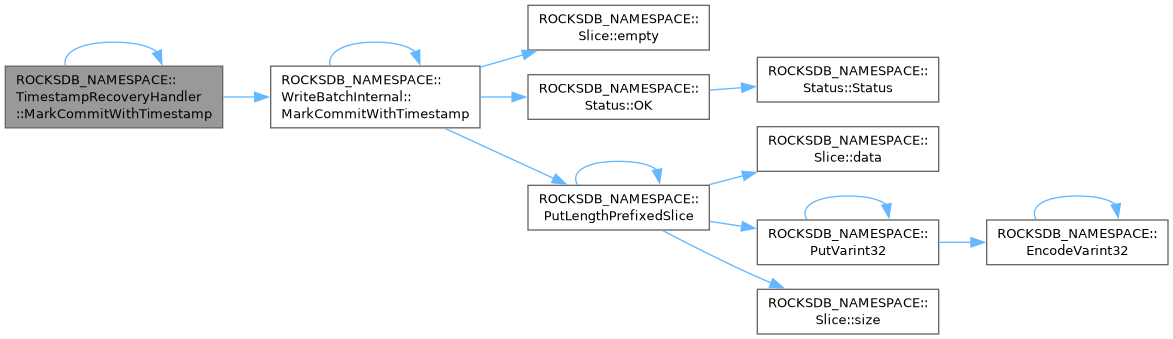 ROCKSDB_NAMESPACE::
TimestampRecoveryHandler
::MarkCommitWithTimestamp
ROCKSDB_NAMESPACE::
WriteBatchInternal::
MarkCommitWithTimestamp
ROCKSDB_NAMESPACE::
Slice::empty
ROCKSDB_NAMESPACE::
Status::OK
ROCKSDB_NAMESPACE::
Status::Status
ROCKSDB_NAMESPACE::
PutLengthPrefixedSlice
ROCKSDB_NAMESPACE::
Slice::data
ROCKSDB_NAMESPACE::
PutVarint32
ROCKSDB_NAMESPACE::
EncodeVarint32
ROCKSDB_NAMESPACE::
Slice::size